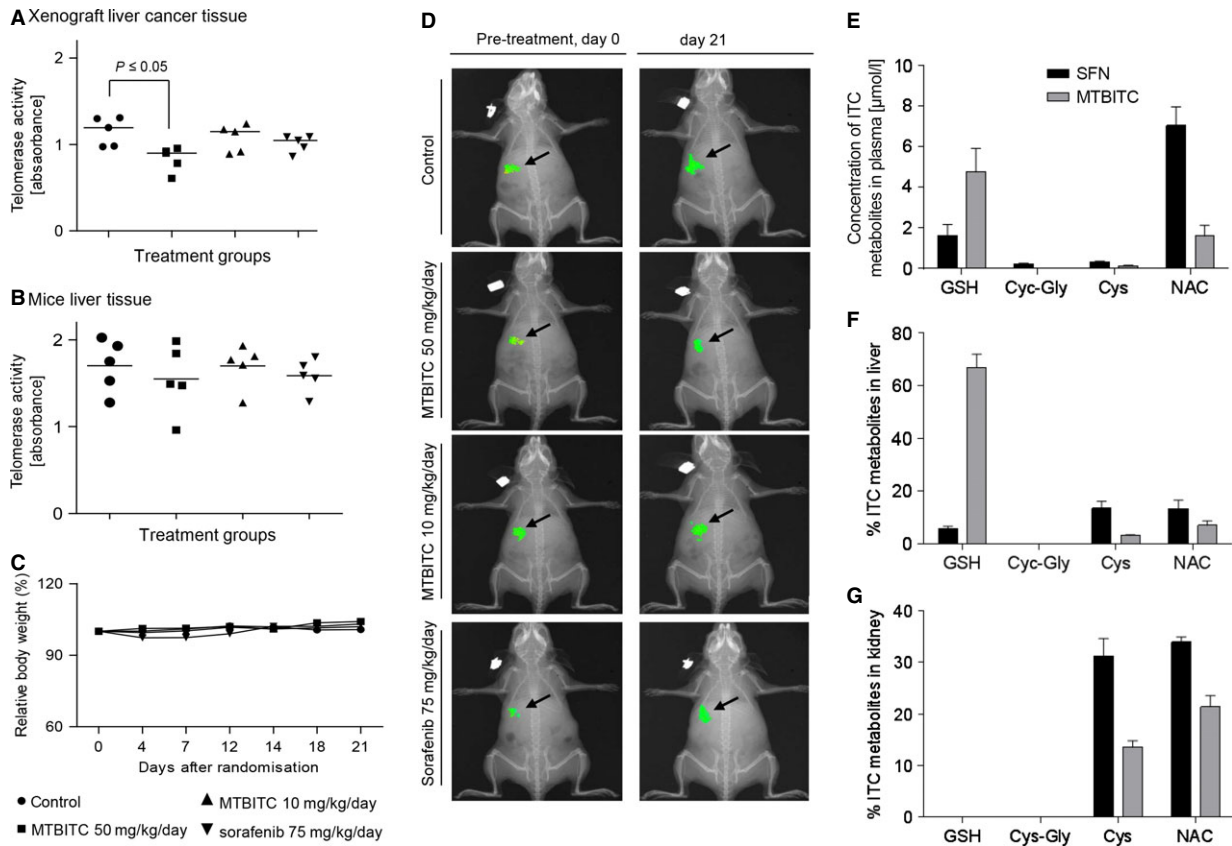 A Xenograft liver cancer tissue
Telomerase activity
[absaorbance]
2
1
0
P ≤ 0.05
Treatment groups
B Mice liver tissue
Telomerase activity
[absorbance]
2
1
0
Treatment groups
C
Relative body weight (%)
120
100
60
0 4 7 12 14 18 21
Days after randomisation
Control
MTBITC 50 mg/kg/day
MTBITC 10 mg/kg/day
sorafenib 75 mg/kg/day
D
Pre-treatment, day 0
day 21
Control
MTBITC 50 mg/kg/day
MTBITC 10 mg/kg/day
Sorafenib 75 mg/kg/day
E
Concentration of ITC
metabolites in plasma [µmol/l]
10
8
6
4
2
0
SFN
MTBITC
GSH Cyc-Gly Cys NAC
F
% ITC metabolites in liver
80
60
40
20
0
GSH Cyc-Gly Cys NAC
G
% ITC metabolites in kidney
40
30
20
10
0
GSH Cys-Gly Cys NAC